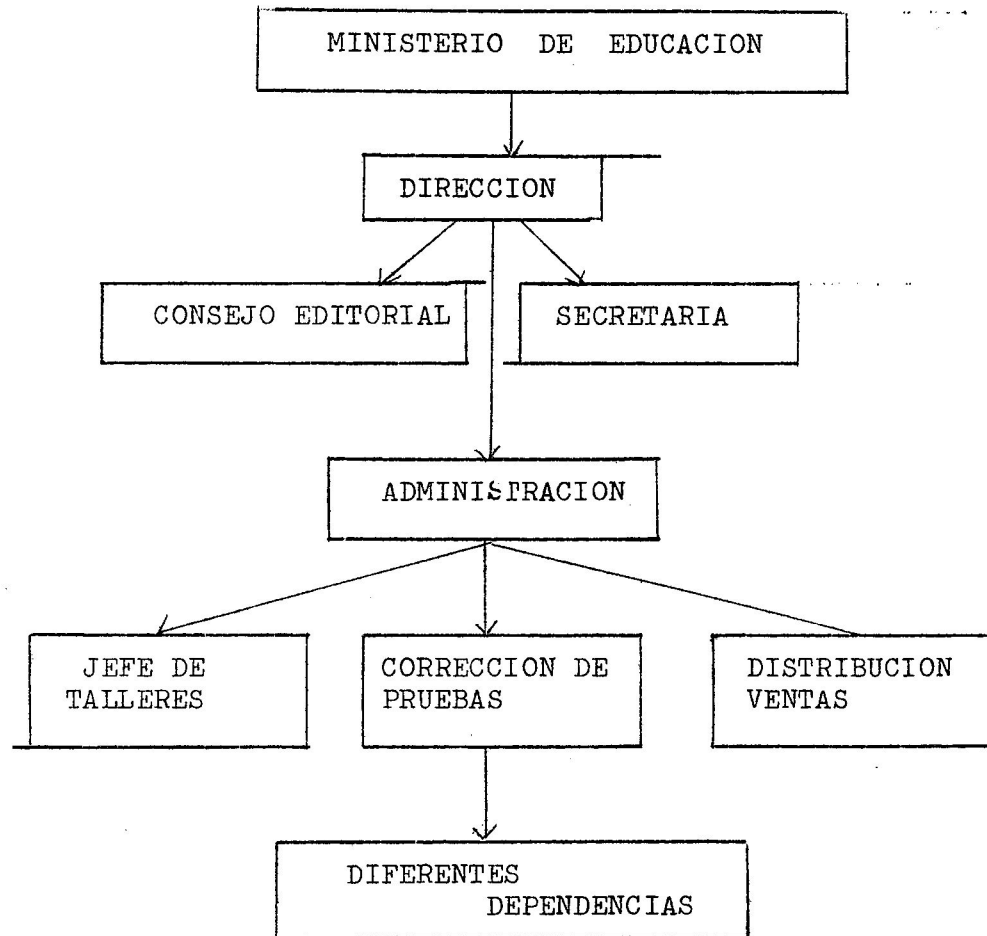 MINISTERIO DE EDUCACION
DIRECCION
CONSEJO EDITORIAL
SECRETARIA
ADMINISTRACION
JEFE DE
TALLERES
CORRECCION DE
PRUEBAS
DISTRIBUCION
VENTAS
DIFERENTES
DEPENDENCIAS